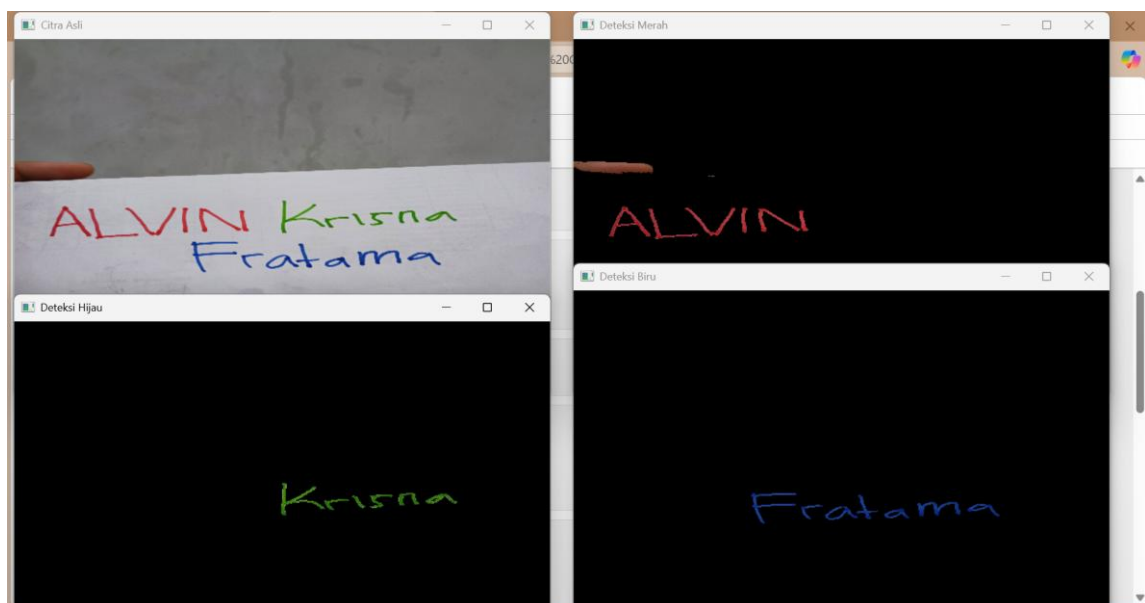 Citra Asli
ALVIN Krisna
Fratama
Deteksi Merah
ALVIN
Deteksi Hijau
Krisna
Deteksi Biru
Fratama